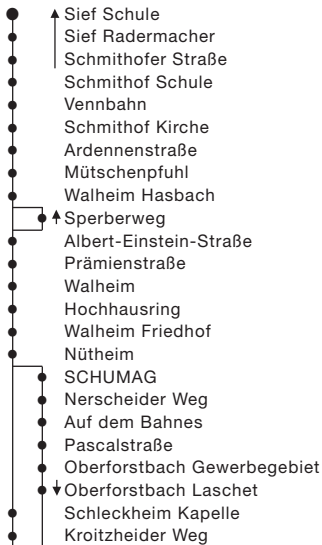 Sief Schule
Sief Radermacher
Schmithofer Straße
Schmithof Schule
Vennbahn
Schmithof Kirche
Ardennenstraße
Mütschenpfuhl
Walheim Hasbach
Sperberweg
Albert-Einstein-Straße
Prämienstraße
Walheim
Hochhausring
Walheim Friedhof
Nütheim
SCHUMAG
Nerscheider Weg
Auf dem Bahnes
Pascalstraße
Oberforstbach Gewerbegebiet
Oberforstbach Laschet
Schleckheim Kapelle
Kroitzheider Weg